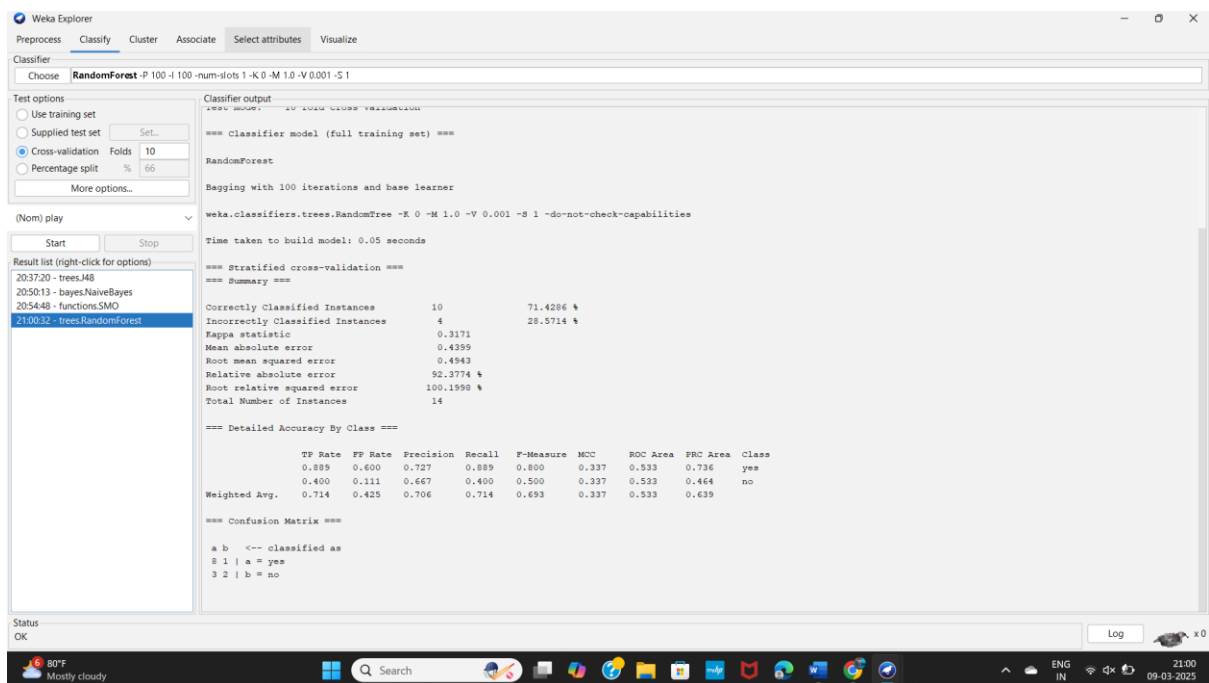 Weka Explorer
Preprocess Classify Cluster Associate Select attributes Visualize
Classifier
Choose RandomForest -P 100 -I 100 -num-slots 1 -K 0 -M 1.0 -V 0.001 -S 1
Test options
Use training set
Supplied test set Set...
Cross-validation Folds 10
Percentage split % 66
More options...
(Nom) play
Start Stop
Result list (right-click for options)
20:37:20 - trees.J48
20:50:13 - bayes.NaiveBayes
20:54:48 - functions.SMO
21:00:32 - trees.RandomForest
Classifier output
Test mode: 10-fold cross-validation
=== Classifier model (full training set) ===
RandomForest
Bagging with 100 iterations and base learner
weka.classifiers.trees.RandomTree -K 0 -M 1.0 -V 0.001 -S 1 -do-not-check-capabilities
Time taken to build model: 0.05 seconds
=== Stratified cross-validation ===
=== Summary ===
Correctly Classified Instances 10 71.4286 %
Incorrectly Classified Instances 4 28.5714 %
Kappa statistic 0.3171
Mean absolute error 0.4399
Root mean squared error 0.4943
Relative absolute error 92.3774 %
Root relative squared error 100.1998 %
Total Number of Instances 14
=== Detailed Accuracy By Class ===
TP Rate FP Rate Precision Recall F-Measure MCC ROC Area PRC Area Class
0.889 0.600 0.727 0.889 0.800 0.337 0.533 0.736 yes
0.400 0.111 0.667 0.400 0.500 0.337 0.533 0.464 no
Weighted Avg. 0.714 0.425 0.706 0.714 0.693 0.337 0.533 0.639
=== Confusion Matrix ===
a b <-- classified as
8 1 | a = yes
3 2 | b = no
Status
OK
Log x 0
6
80°F
Mostly cloudy
Search
ENG
IN
21:00
09-03-2025